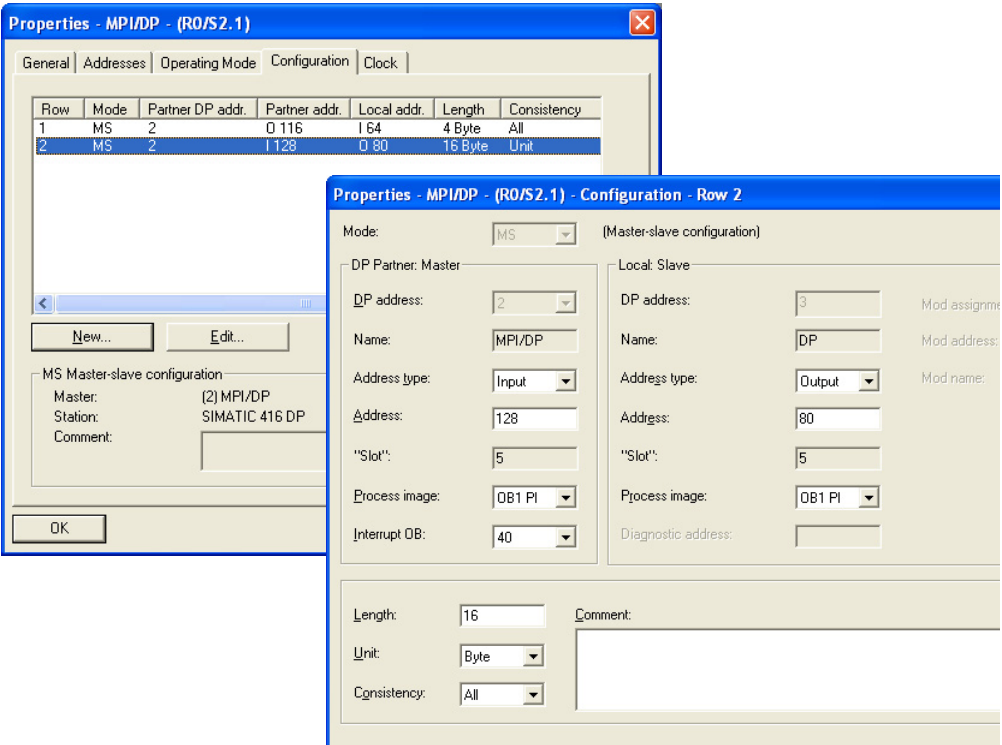 Properties - MPI/DP - (R0/S2.1)
General Addresses Operating Mode Configuration Clock
Row Mode Partner DP addr. Partner addr. Local addr. Length Consistency
1 MS 2 O 116 I 64 4 Byte All
2 MS 2 I 128 O 80 16 Byte Unit
New... Edit...
MS Master-slave configuration
Master: (2) MPI/DP
Station: SIMATIC 416 DP
Comment:
OK
Properties - MPI/DP - (R0/S2.1) - Configuration - Row 2
Mode: MS (Master-slave configuration)
DP Partner: Master Local: Slave
DP address: 2 DP address: 3 Mod assignme
Name: MPI/DP Name: DP Mod address:
Address type: Input Address type: Output Mod name:
Address: 128 Address: 80
"Slot": 5 "Slot": 5
Process image: OB1 PI Process image: OB1 PI
Interrupt OB: 40 Diagnostic address:
Length: 16 Comment:
Unit: Byte
Consistency: All